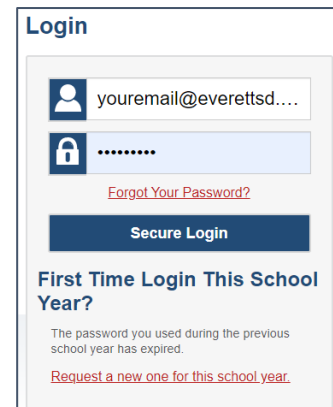 Login
youremail@everettsd....
•••••••••
Forgot Your Password?
Secure Login
First Time Login This School
Year?
The password you used during the previous
school year has expired.
Request a new one for this school year.